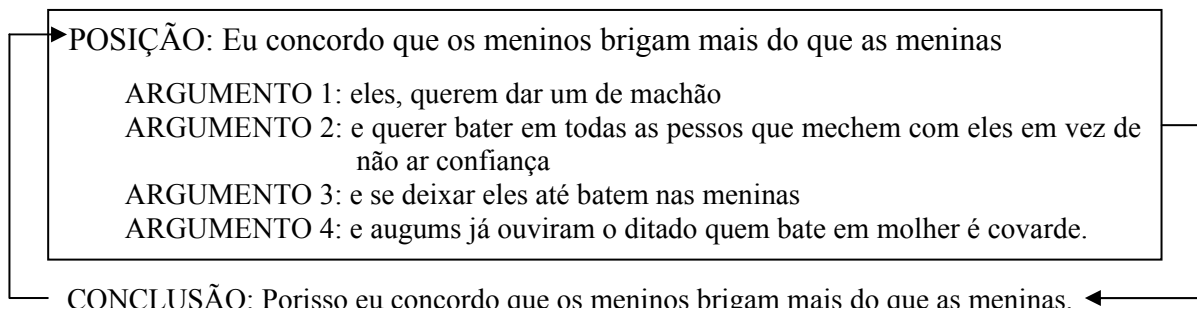 POSIÇÃO: Eu concordo que os meninos brigam mais do que as meninas
ARGUMENTO 1: eles, querem dar um de machão
ARGUMENTO 2: e querer bater em todas as pessos que mechem com eles em vez de
não ar confiança
ARGUMENTO 3: e se deixar eles até batem nas meninas
ARGUMENTO 4: e augums já ouviram o ditado quem bate em molher é covarde.
CONCLUSÃO: Porisso eu concordo que os meninos brigam mais do que as meninas.